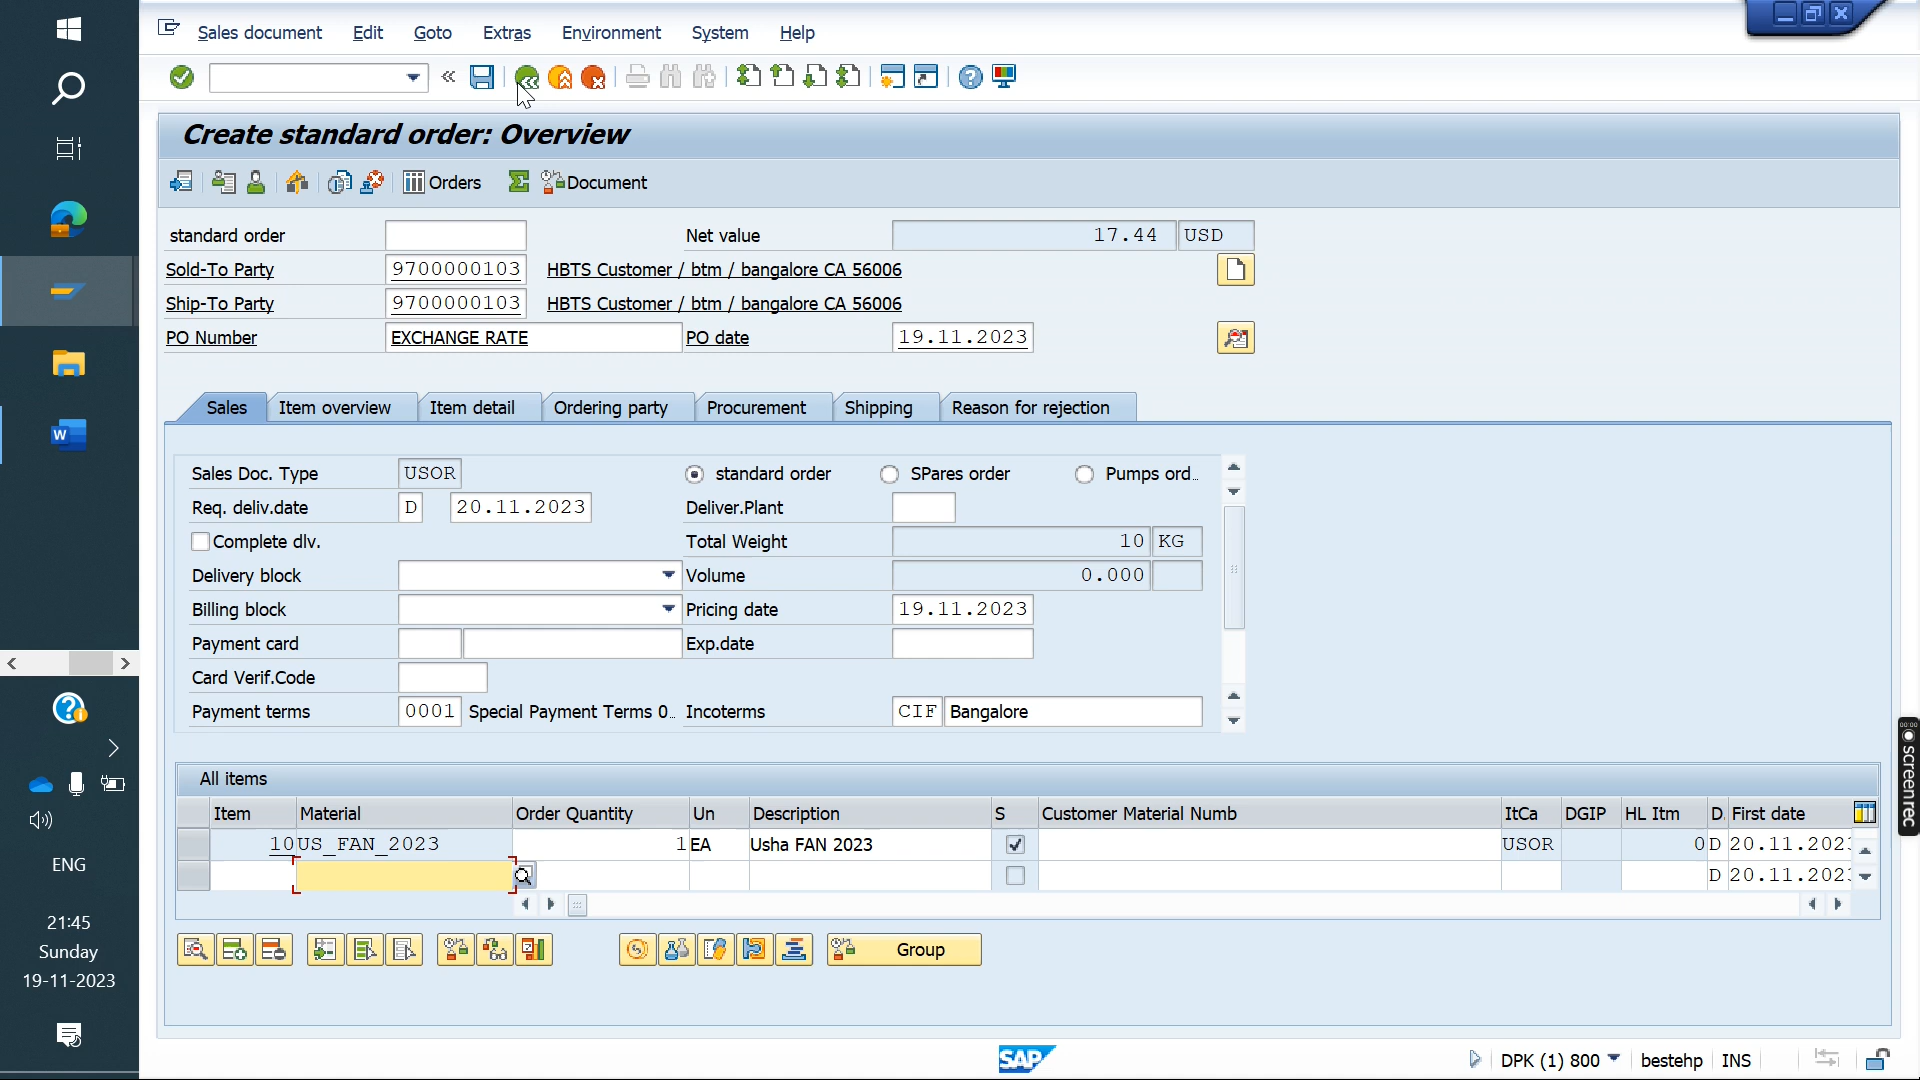 Sales document Edit Goto Extras Environment System Help
«
Create standard order: Overview
Orders Document
standard order Net value 17.44 USD
Sold-To Party 9700000103 HBTS Customer / btm / bangalore CA 56006
Ship-To Party 9700000103 HBTS Customer / btm / bangalore CA 56006
PO Number EXCHANGE RATE PO date 19.11.2023
Sales Item overview Item detail Ordering party Procurement Shipping Reason for rejection
Sales Doc. Type USOR standard order SPares order Pumps ord..
Req. deliv.date D 20.11.2023 Deliver.Plant
Complete dlv. Total Weight 10 KG
Delivery block Volume 0.000
Billing block Pricing date 19.11.2023
Payment card Exp.date
Card Verif.Code
Payment terms 0001 Special Payment Terms 0.. Incoterms CIF Bangalore
All items
Item Material Order Quantity Un Description S Customer Material Numb ItCa DGIP HL Itm D. First date
10 US_FAN_2023 1 EA Usha FAN 2023 USOR 0 D 20.11.202
D 20.11.202
Group
SAP DPK (1) 800 bestehp INS
W
ENG
21:45
Sunday
19-11-2023
00:00
screenrec